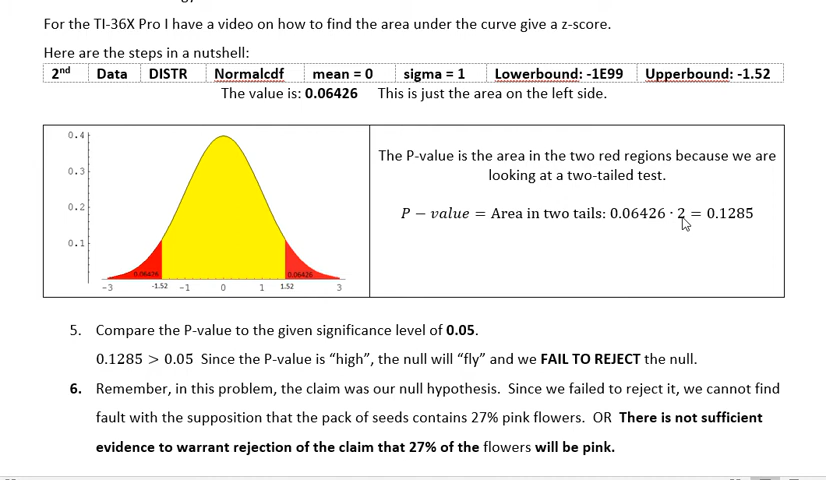 For the TI-36X Pro I have a video on how to find the area under the curve give a z-score.
Here are the steps in a nutshell:
2nd Data DISTR Normalcdf mean = 0 sigma = 1 Lowerbound: -1E99 Upperbound: -1.52
The value is: 0.06426 This is just the area on the left side.
0.4
0.3
0.2
0.1
0.06426 0.06426
-3 -1.52 -1 0 1 1.52 3
The P-value is the area in the two red regions because we are
looking at a two-tailed test.
P − value = Area in two tails: 0.06426 · 2 = 0.1285
5. Compare the P-value to the given significance level of 0.05.
0.1285 > 0.05 Since the P-value is “high”, the null will “fly” and we FAIL TO REJECT the null.
6. Remember, in this problem, the claim was our null hypothesis. Since we failed to reject it, we cannot find
fault with the supposition that the pack of seeds contains 27% pink flowers. OR There is not sufficient
evidence to warrant rejection of the claim that 27% of the flowers will be pink.